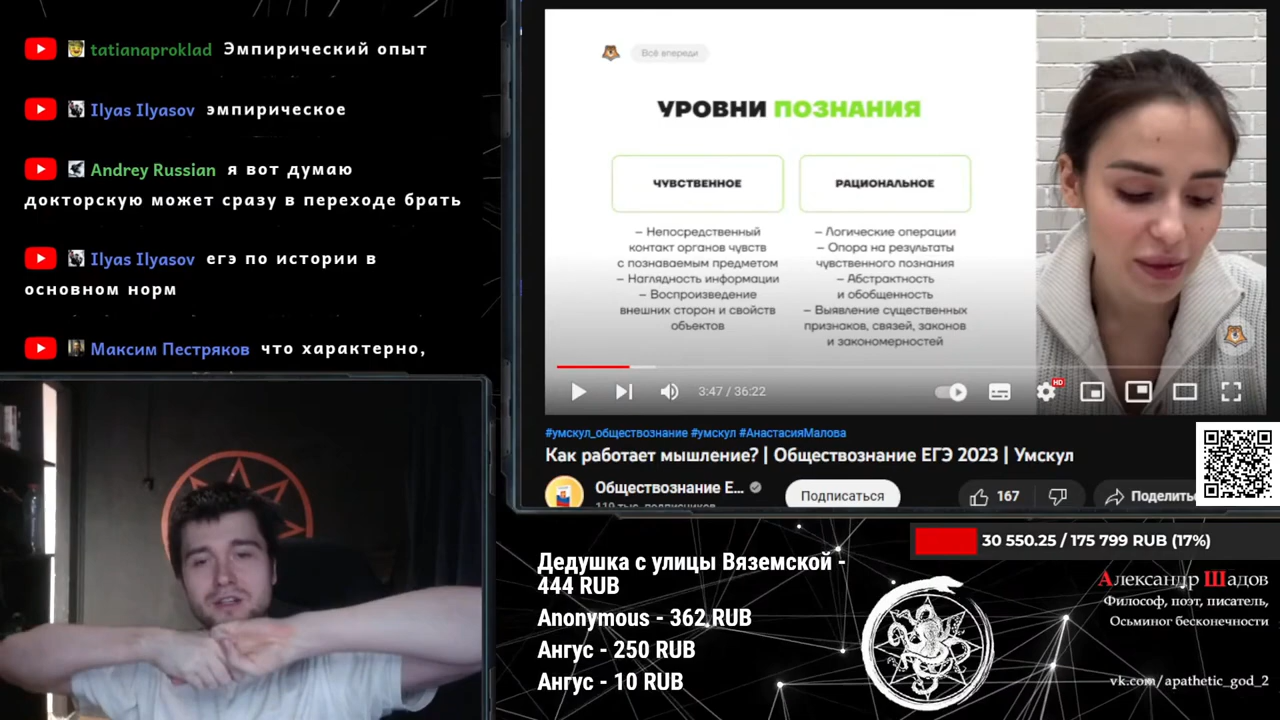 tatianaproklad Эмпирический опыт
Ilyas Ilyasov эмпирическое
Andrey Russian я вот думаю
докторскую может сразу в переходе брать
Ilyas Ilyasov егэ по истории в
основном норм
Максим Пестряков что характерно,
Всё впереди
УРОВНИ ПОЗНАНИЯ
ЧУВСТВЕННОЕ
– Непосредственный
контакт органов чувств
с познаваемым предметом
– Наглядность информации
– Воспроизведение
внешних сторон и свойств
объектов
РАЦИОНАЛЬНОЕ
– Логические операции
– Опора на результаты
чувственного познания
– Абстрактность
и обобщенность
– Выявление существенных
признаков, связей, законов
и закономерностей
3:47 / 36:22
HD
#умскул_обществознание #умскул #АнастасияМалова
Как работает мышление? | Обществознание ЕГЭ 2023 | Умскул
Обществознание Е...
Подписаться
167
Поделить
30 550.25 / 175 799 RUB (17%)
Дедушка с улицы Вяземской -
444 RUB
Anonymous - 362 RUB
Ангус - 250 RUB
Ангус - 10 RUB
Александр Шадов
Философ, поэт, писатель,
Осьминог бесконечности
vk.com/apathetic_god_2